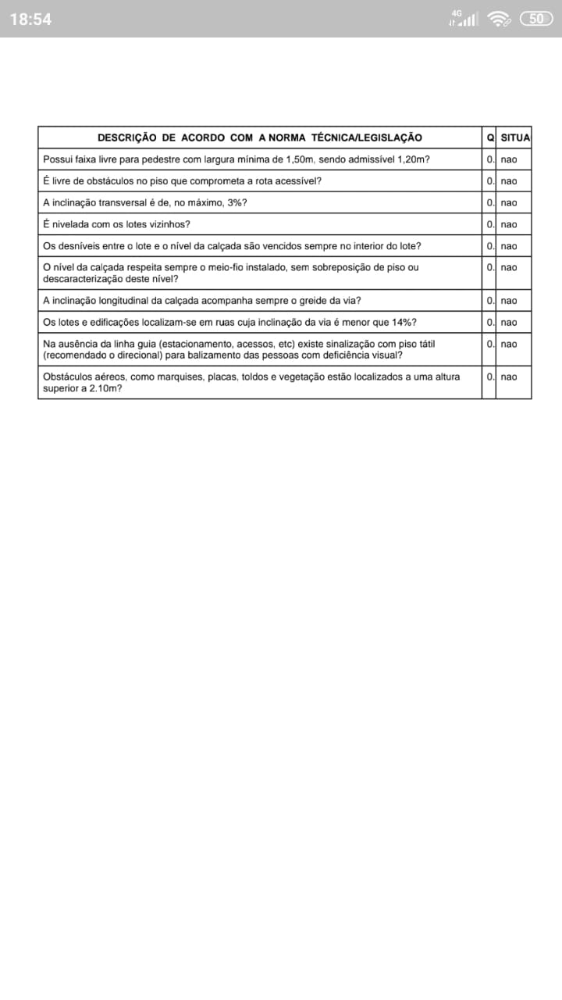 18:54
4G
50
DESCRIÇÃO DE ACORDO COM A NORMA TÉCNICA/LEGISLAÇÃO Q SITUA
Possui faixa livre para pedestre com largura mínima de 1,50m, sendo admissível 1,20m? 0. nao
É livre de obstáculos no piso que comprometa a rota acessível? 0. nao
A inclinação transversal é de, no máximo, 3%? 0. nao
É nivelada com os lotes vizinhos? 0. nao
Os desníveis entre o lote e o nível da calçada são vencidos sempre no interior do lote? 0. nao
O nível da calçada respeita sempre o meio-fio instalado, sem sobreposição de piso ou 0. nao
descaracterização deste nível?
A inclinação longitudinal da calçada acompanha sempre o greide da via? 0. nao
Os lotes e edificações localizam-se em ruas cuja inclinação da via é menor que 14%? 0. nao
Na ausência da linha guia (estacionamento, acessos, etc) existe sinalização com piso tátil 0. nao
(recomendado o direcional) para balizamento das pessoas com deficiência visual?
Obstáculos aéreos, como marquises, placas, toldos e vegetação estão localizados a uma altura 0. nao
superior a 2.10m?